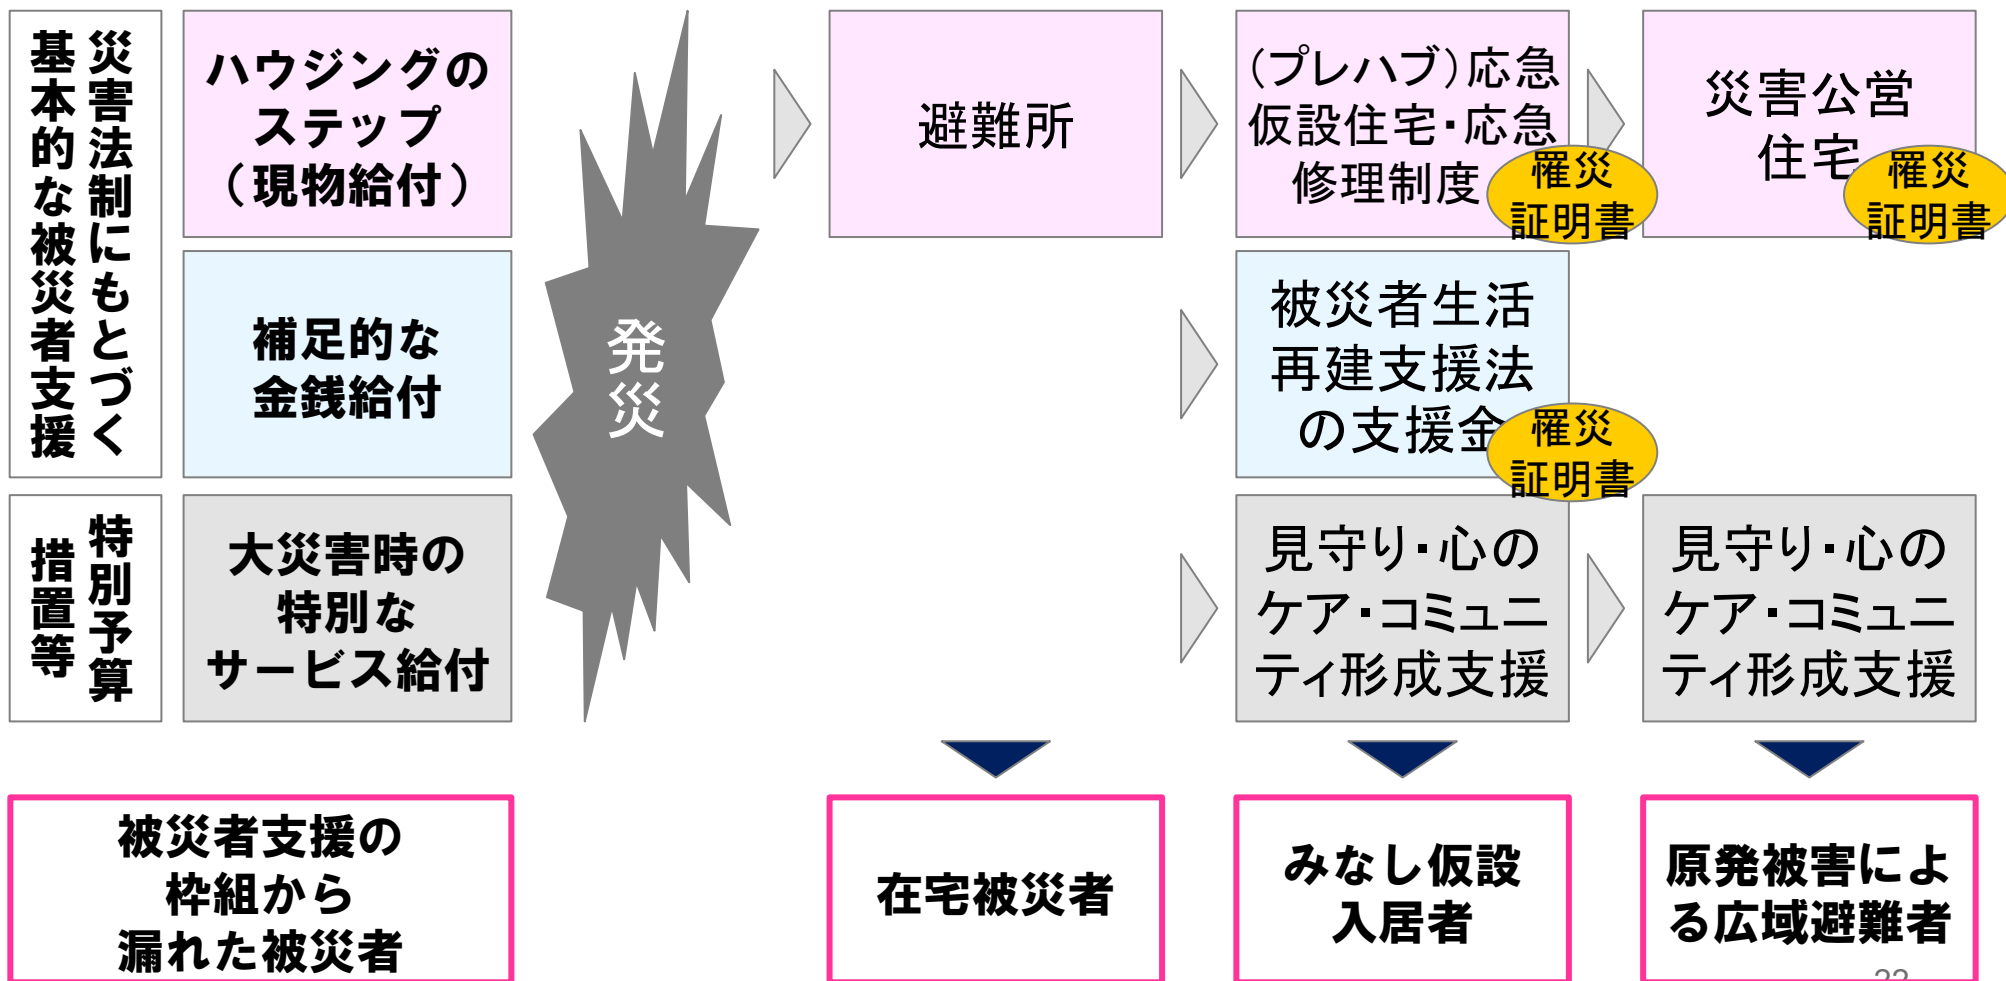 災害法制にもとづく
基本的な被災者支援
ハウジングの
ステップ
（現物給付）
補足的な
金銭給付
特別予算
措置等
大災害時の
特別な
サービス給付
発災
避難所
（プレハブ）応急
仮設住宅・応急
修理制度
罹災
証明書
災害公営
住宅
罹災
証明書
被災者生活
再建支援法
の支援金
罹災
証明書
見守り・心の
ケア・コミュニ
ティ形成支援
見守り・心の
ケア・コミュニ
ティ形成支援
被災者支援の
枠組から
漏れた被災者
在宅被災者
みなし仮設
入居者
原発被害によ
る広域避難者